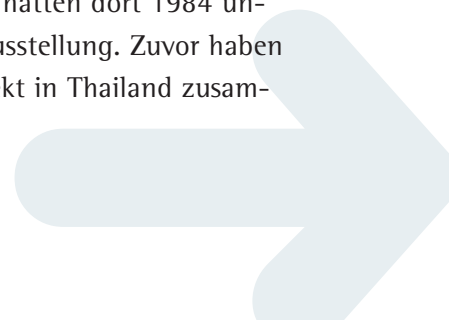 hatten dort 1984 un-
usstellung. Zuvor haben
kt in Thailand zusam-